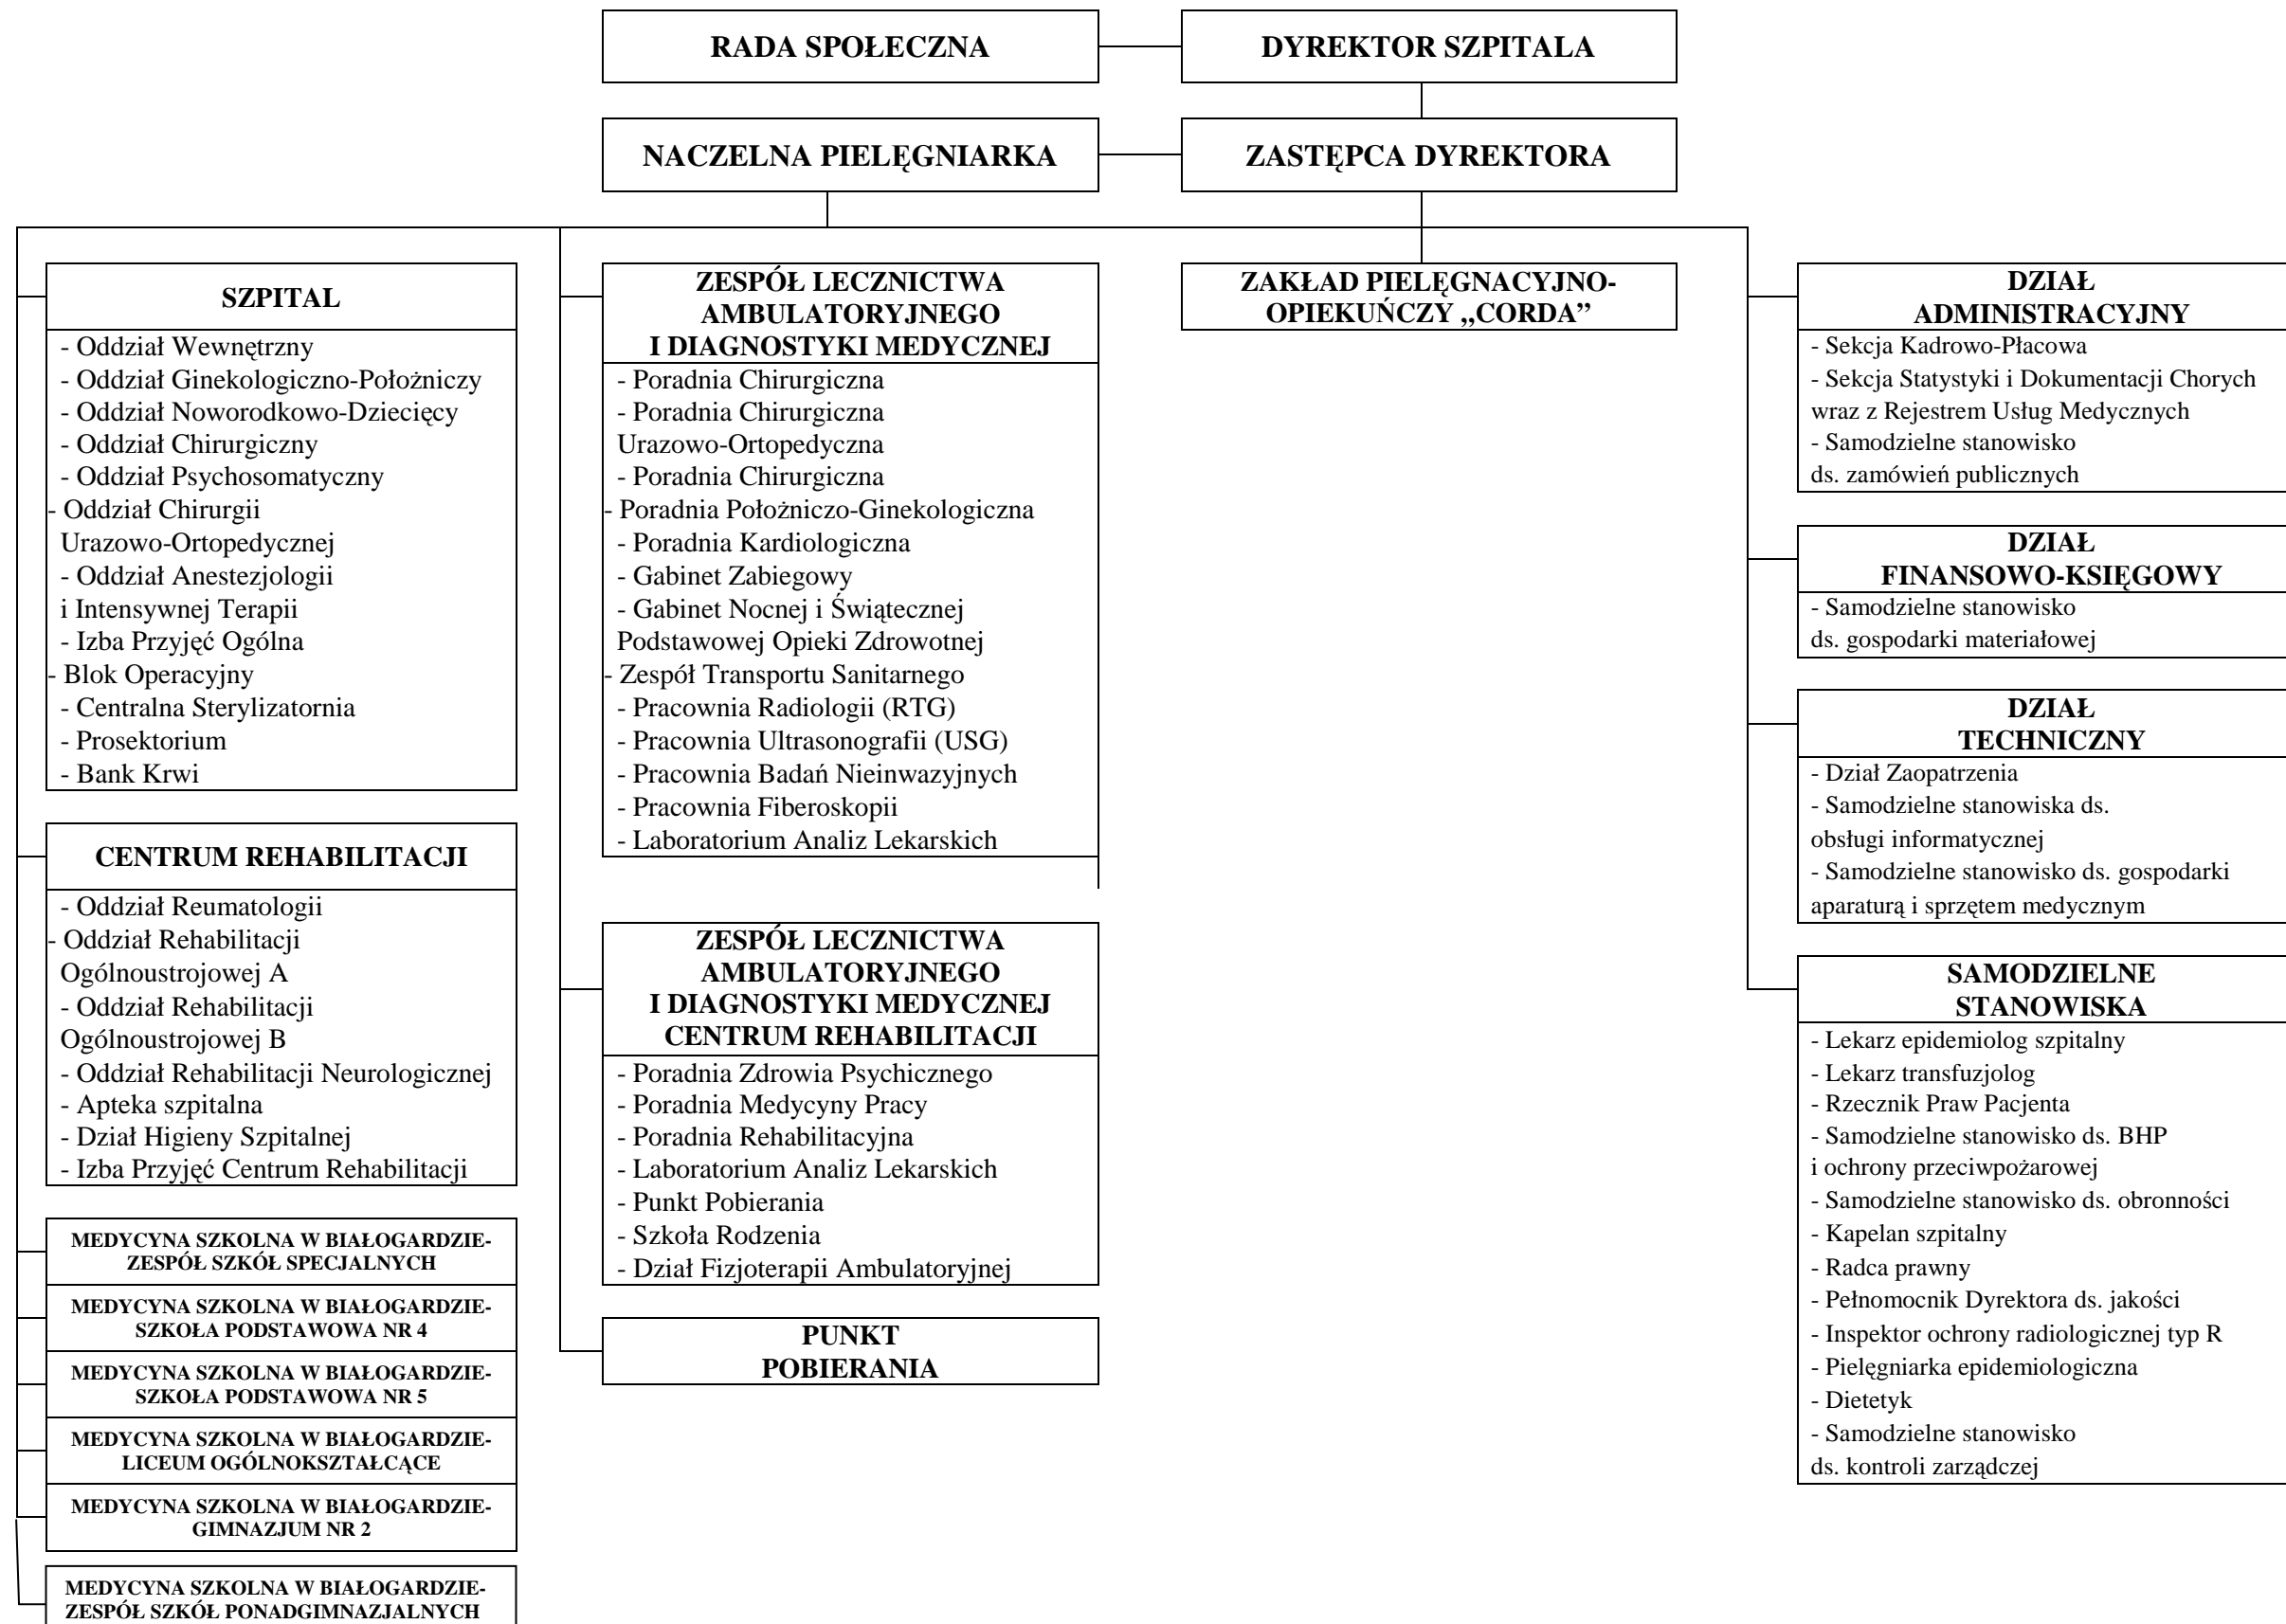 RADA SPOŁECZNA
DYREKTOR SZPITALA
NACZELNA PIELĘGNIARKA
ZASTĘPCA DYREKTORA
SZPITAL
- Oddział Wewnętrzny
- Oddział Ginekologiczno-Położniczy
- Oddział Noworodkowo-Dziecięcy
- Oddział Chirurgiczny
- Oddział Psychosomatyczny
- Oddział Chirurgii
Urazowo-Ortopedycznej
- Oddział Anestezjologii
i Intensywnej Terapii
- Izba Przyjęć Ogólna
- Blok Operacyjny
- Centralna Sterylizatornia
- Prosektorium
- Bank Krwi
CENTRUM REHABILITACJI
- Oddział Reumatologii
- Oddział Rehabilitacji
Ogólnoustrojowej A
- Oddział Rehabilitacji
Ogólnoustrojowej B
- Oddział Rehabilitacji Neurologicznej
- Apteka szpitalna
- Dział Higieny Szpitalnej
- Izba Przyjęć Centrum Rehabilitacji
MEDYCYNA SZKOLNA W BIAŁOGARDZIE-
ZESPÓŁ SZKÓŁ SPECJALNYCH
MEDYCYNA SZKOLNA W BIAŁOGARDZIE-
SZKOŁA PODSTAWOWA NR 4
MEDYCYNA SZKOLNA W BIAŁOGARDZIE-
SZKOŁA PODSTAWOWA NR 5
MEDYCYNA SZKOLNA W BIAŁOGARDZIE-
LICEUM OGÓLNOKSZTAŁCĄCE
MEDYCYNA SZKOLNA W BIAŁOGARDZIE-
GIMNAZJUM NR 2
MEDYCYNA SZKOLNA W BIAŁOGARDZIE-
ZESPÓŁ SZKÓŁ PONADGIMNAZJALNYCH
ZESPÓŁ LECZNICTWA
AMBULATORYJNEGO
I DIAGNOSTYKI MEDYCZNEJ
- Poradnia Chirurgiczna
- Poradnia Chirurgiczna
Urazowo-Ortopedyczna
- Poradnia Chirurgiczna
- Poradnia Położniczo-Ginekologiczna
- Poradnia Kardiologiczna
- Gabinet Zabiegowy
- Gabinet Nocnej i Świątecznej
Podstawowej Opieki Zdrowotnej
- Zespół Transportu Sanitarnego
- Pracownia Radiologii (RTG)
- Pracownia Ultrasonografii (USG)
- Pracownia Badań Nieinwazyjnych
- Pracownia Fiberoskopii
- Laboratorium Analiz Lekarskich
ZESPÓŁ LECZNICTWA
AMBULATORYJNEGO
I DIAGNOSTYKI MEDYCZNEJ
CENTRUM REHABILITACJI
- Poradnia Zdrowia Psychicznego
- Poradnia Medycyny Pracy
- Poradnia Rehabilitacyjna
- Laboratorium Analiz Lekarskich
- Punkt Pobierania
- Szkoła Rodzenia
- Dział Fizjoterapii Ambulatoryjnej
PUNKT
POBIERANIA
ZAKŁAD PIELĘGNACYJNO-
OPIEKUŃCZY „CORDA”
DZIAŁ
ADMINISTRACYJNY
- Sekcja Kadrowo-Płacowa
- Sekcja Statystyki i Dokumentacji Chorych
wraz z Rejestrem Usług Medycznych
- Samodzielne stanowisko
ds. zamówień publicznych
DZIAŁ
FINANSOWO-KSIĘGOWY
- Samodzielne stanowisko
ds. gospodarki materiałowej
DZIAŁ
TECHNICZNY
- Dział Zaopatrzenia
- Samodzielne stanowiska ds.
obsługi informatycznej
- Samodzielne stanowisko ds. gospodarki
aparaturą i sprzętem medycznym
SAMODZIELNE
STANOWISKA
- Lekarz epidemiolog szpitalny
- Lekarz transfuzjolog
- Rzecznik Praw Pacjenta
- Samodzielne stanowisko ds. BHP
i ochrony przeciwpożarowej
- Samodzielne stanowisko ds. obronności
- Kapelan szpitalny
- Radca prawny
- Pełnomocnik Dyrektora ds. jakości
- Inspektor ochrony radiologicznej typ R
- Pielęgniarka epidemiologiczna
- Dietetyk
- Samodzielne stanowisko
ds. kontroli zarządczej